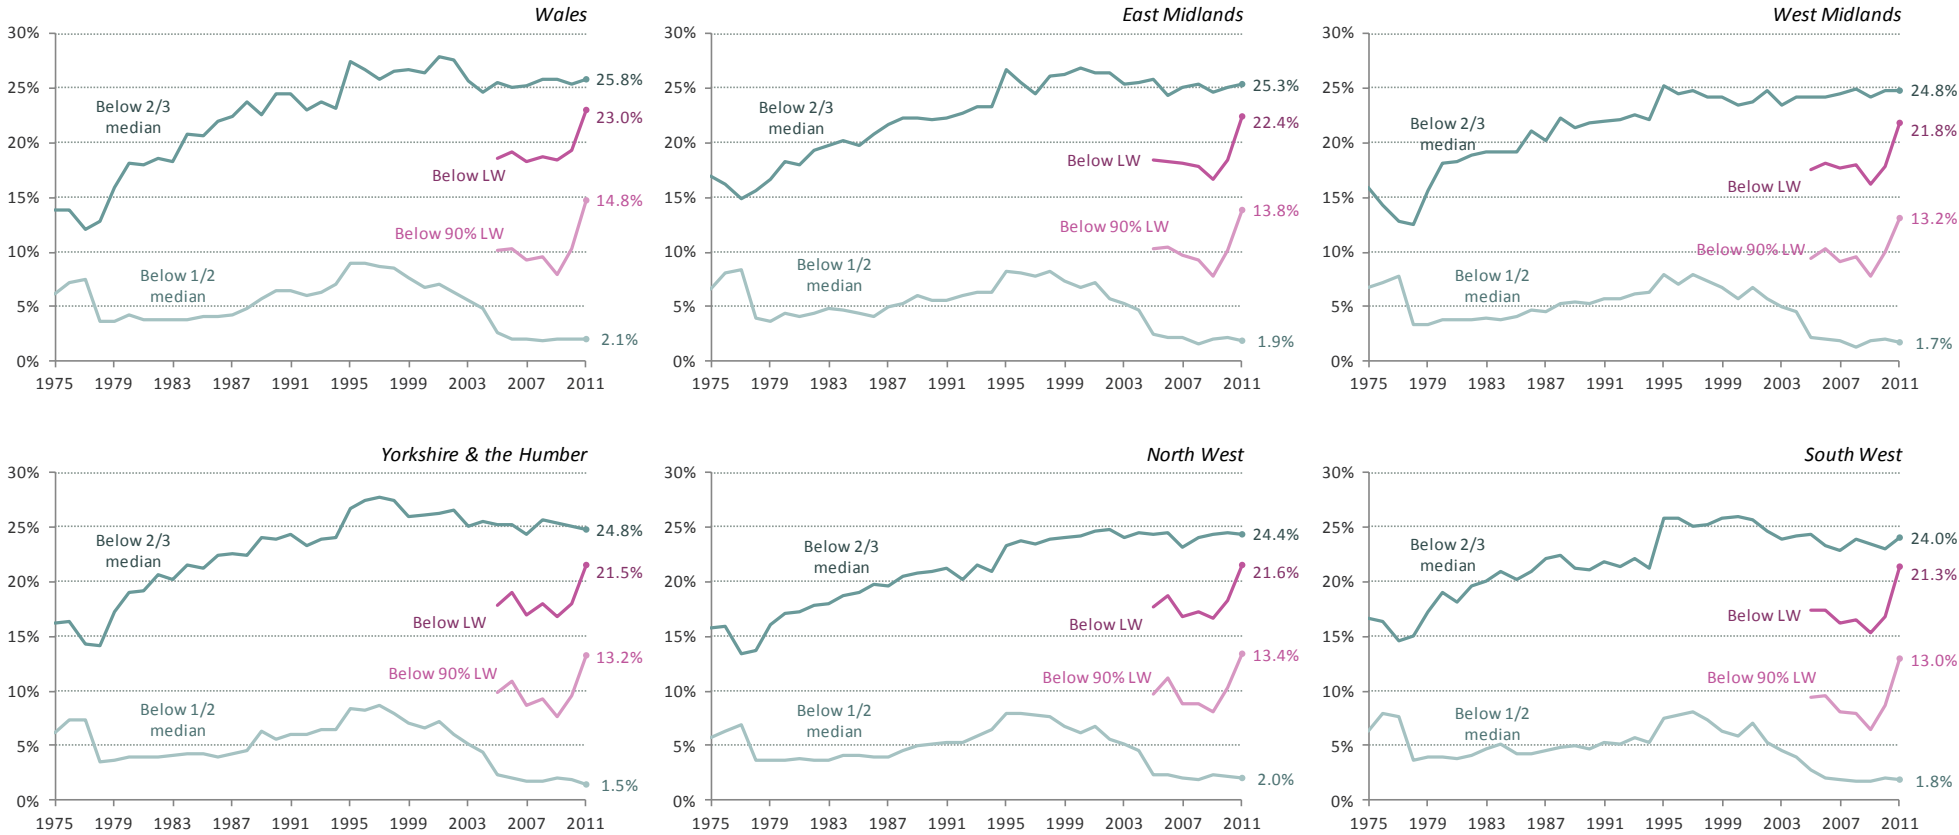 Wales
30%
25%
20%
15%
10%
5%
0%
Below 2/3
median
25.8%
23.0%
Below LW
14.8%
Below 90% LW
Below 1/2
median
2.1%
1975 1979 1983 1987 1991 1995 1999 2003 2007 2011
East Midlands
30%
25%
20%
15%
10%
5%
0%
Below 2/3
median
25.3%
22.4%
Below LW
13.8%
Below 90% LW
Below 1/2
median
1.9%
1975 1979 1983 1987 1991 1995 1999 2003 2007 2011
West Midlands
30%
25%
20%
15%
10%
5%
0%
Below 2/3
median
24.8%
21.8%
Below LW
13.2%
Below 90% LW
Below 1/2
median
1.7%
1975 1979 1983 1987 1991 1995 1999 2003 2007 2011
Yorkshire & the Humber
30%
25%
20%
15%
10%
5%
0%
Below 2/3
median
24.8%
21.5%
Below LW
13.2%
Below 90% LW
Below 1/2
median
1.5%
1975 1979 1983 1987 1991 1995 1999 2003 2007 2011
North West
30%
25%
20%
15%
10%
5%
0%
Below 2/3
median
24.4%
21.6%
Below LW
13.4%
Below 90% LW
Below 1/2
median
2.0%
1975 1979 1983 1987 1991 1995 1999 2003 2007 2011
South West
30%
25%
20%
15%
10%
5%
0%
Below 2/3
median
24.0%
21.3%
Below LW
13.0%
Below 90% LW
Below 1/2
median
1.8%
1975 1979 1983 1987 1991 1995 1999 2003 2007 2011